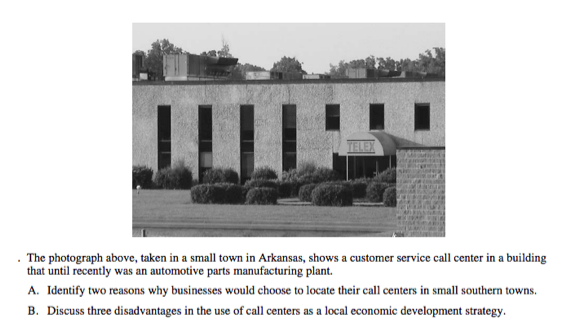 TELEX
. The photograph above, taken in a small town in Arkansas, shows a customer service call center in a building
that until recently was an automotive parts manufacturing plant.
A. Identify two reasons why businesses would choose to locate their call centers in small southern towns.
B. Discuss three disadvantages in the use of call centers as a local economic development strategy.